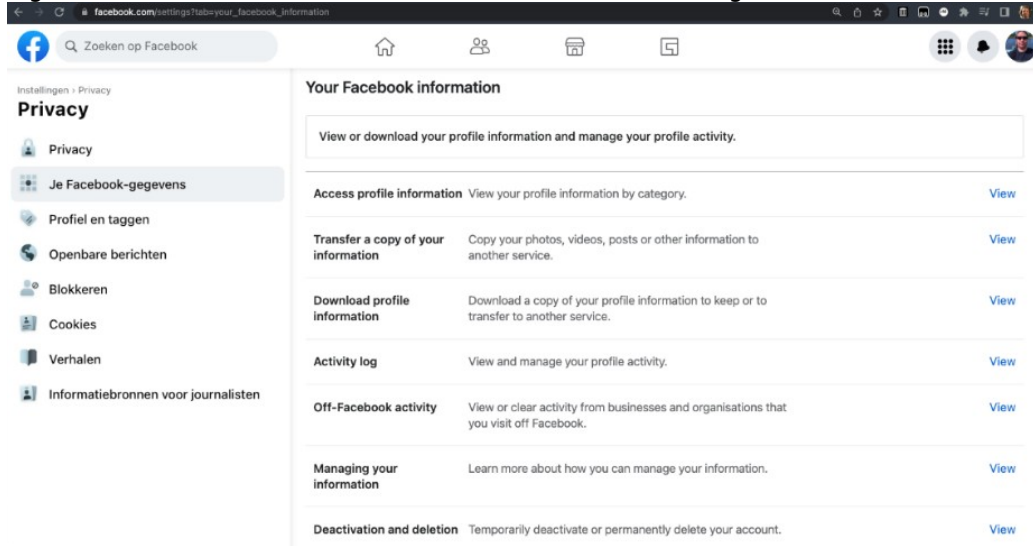 facebook.com/settings?tab=your_facebook_information
Zoeken op Facebook
Instellingen › Privacy
Privacy
Privacy
Je Facebook-gegevens
Profiel en taggen
Openbare berichten
Blokkeren
Cookies
Verhalen
Informatiebronnen voor journalisten
Your Facebook information
View or download your profile information and manage your profile activity.
Access profile information View your profile information by category. View
Transfer a copy of your information
Copy your photos, videos, posts or other information to
another service.
View
Download profile
information
Download a copy of your profile information to keep or to
transfer to another service.
View
Activity log View and manage your profile activity. View
Off-Facebook activity
View or clear activity from businesses and organisations that
you visit off Facebook.
View
Managing your
information
Learn more about how you can manage your information.
View
Deactivation and deletion Temporarily deactivate or permanently delete your account. View